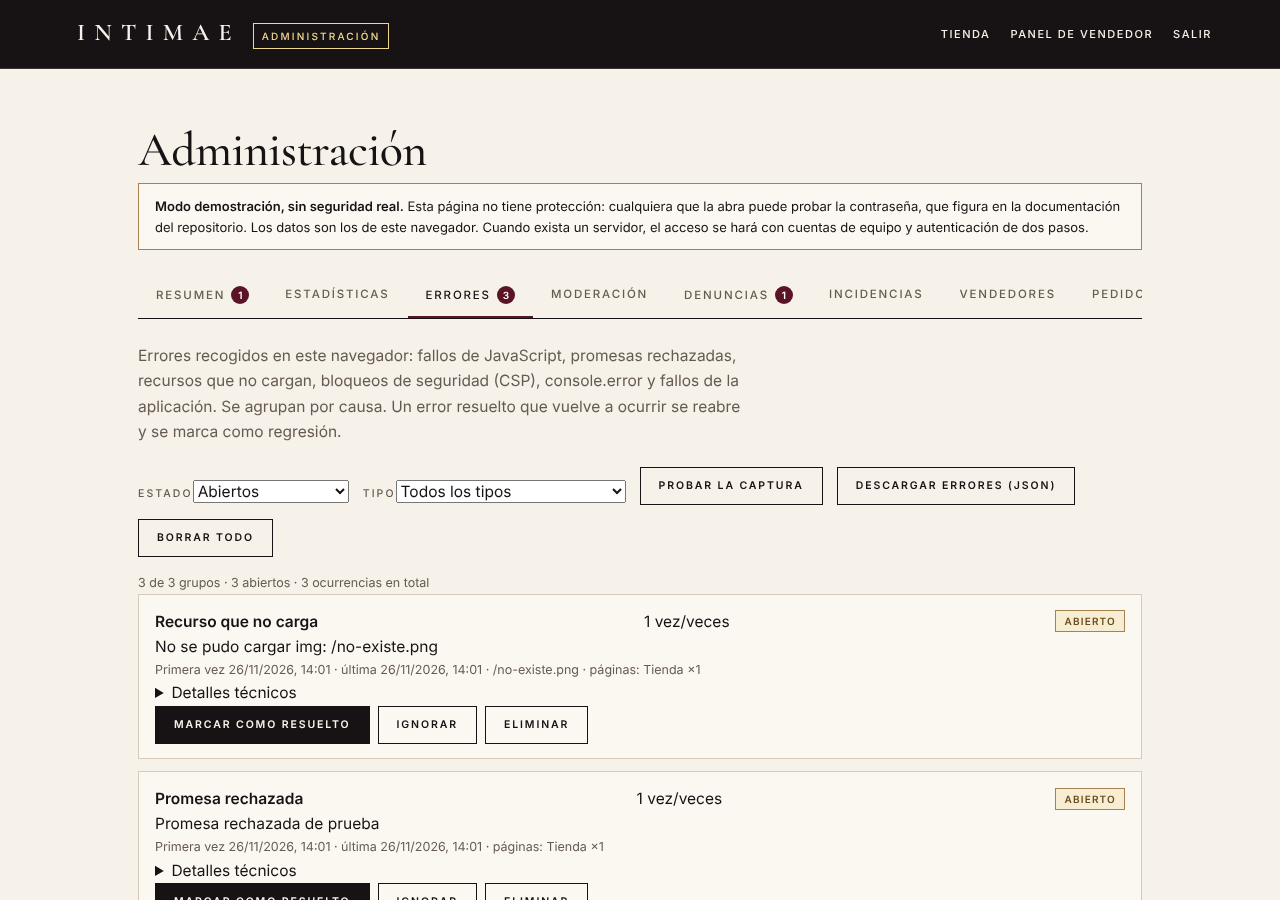 INTIMAE ADMINISTRACIÓN TIENDA PANEL DE VENDEDOR SALIR
Administración
Modo demostración, sin seguridad real. Esta página no tiene protección: cualquiera que la abra puede probar la contraseña, que figura en la documentación
del repositorio. Los datos son los de este navegador. Cuando exista un servidor, el acceso se hará con cuentas de equipo y autenticación de dos pasos.
RESUMEN 1 ESTADÍSTICAS ERRORES 3 MODERACIÓN DENUNCIAS 1 INCIDENCIAS VENDEDORES PEDIDO
Errores recogidos en este navegador: fallos de JavaScript, promesas rechazadas,
recursos que no cargan, bloqueos de seguridad (CSP), console.error y fallos de la
aplicación. Se agrupan por causa. Un error resuelto que vuelve a ocurrir se reabre
y se marca como regresión.
ESTADO Abiertos TIPO Todos los tipos PROBAR LA CAPTURA DESCARGAR ERRORES (JSON)
BORRAR TODO
3 de 3 grupos · 3 abiertos · 3 ocurrencias en total
Recurso que no carga 1 vez/veces ABIERTO
No se pudo cargar img: /no-existe.png
Primera vez 26/11/2026, 14:01 · última 26/11/2026, 14:01 · /no-existe.png · páginas: Tienda ×1
Detalles técnicos
MARCAR COMO RESUELTO IGNORAR ELIMINAR
Promesa rechazada 1 vez/veces ABIERTO
Promesa rechazada de prueba
Primera vez 26/11/2026, 14:01 · última 26/11/2026, 14:01 · páginas: Tienda ×1
Detalles técnicos
MARCAR COMO RESUELTO IGNORAR ELIMINAR